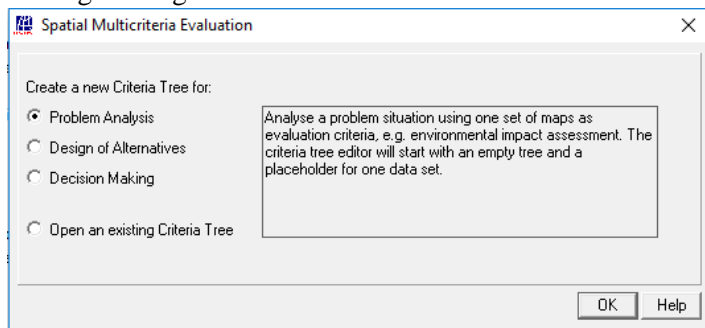 Spatial Multicriteria Evaluation
Create a new Criteria Tree for:
Problem Analysis
Design of Alternatives
Decision Making
Open an existing Criteria Tree
Analyse a problem situation using one set of maps as
evaluation criteria, e.g. environmental impact assessment. The
criteria tree editor will start with an empty tree and a
placeholder for one data set.
OK
Help